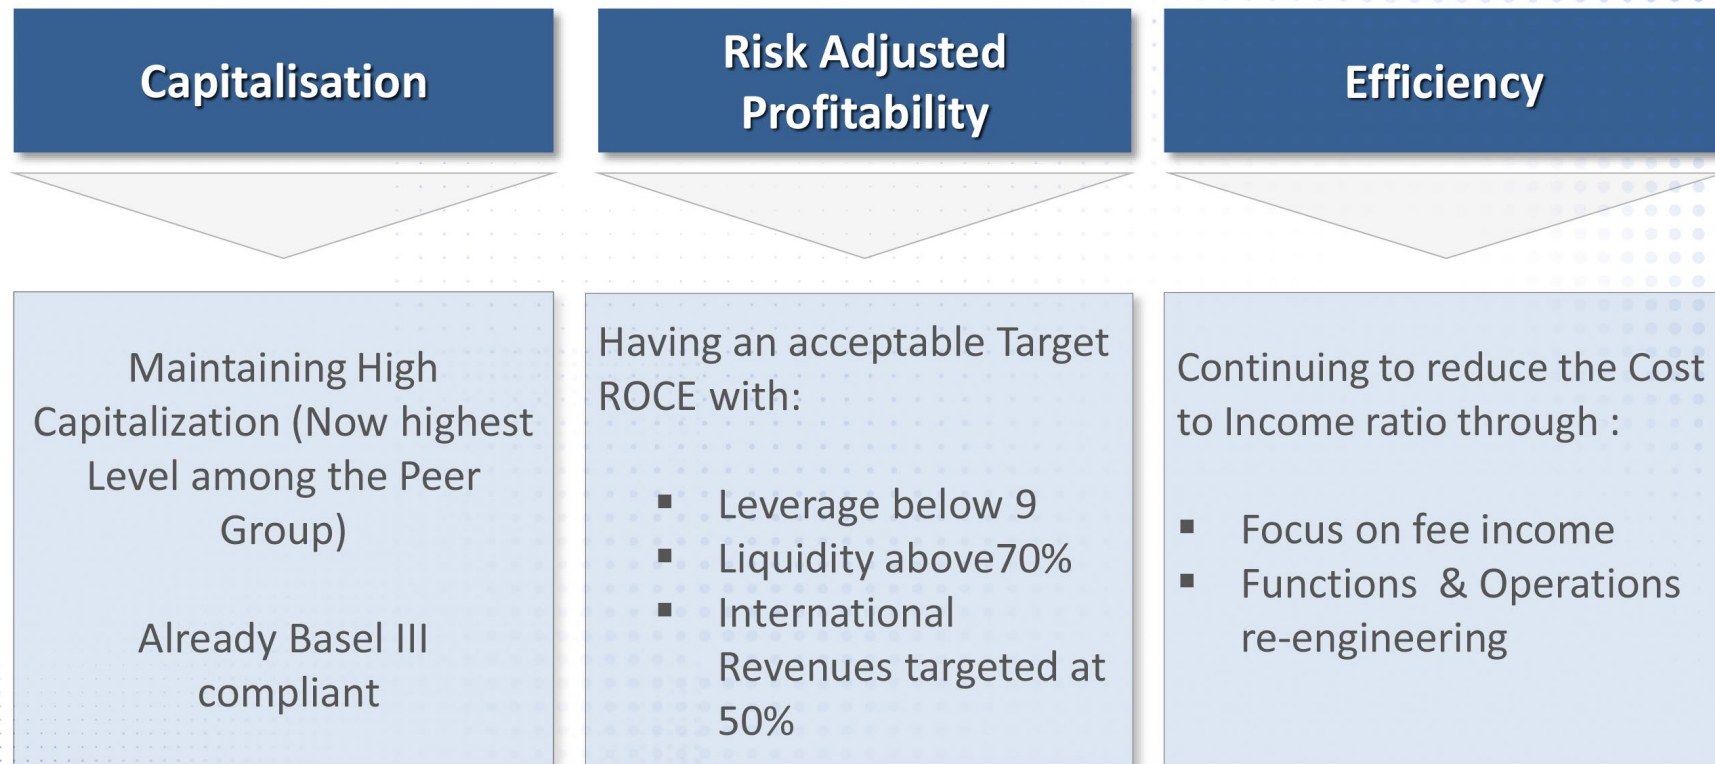 Capitalisation
Maintaining High
Capitalization (Now highest
Level among the Peer
Group)
Already Basel III
compliant
Risk Adjusted
Profitability
Having an acceptable Target
ROCE with:
▪ Leverage below 9
▪ Liquidity above70%
▪ International
Revenues targeted at
50%
Efficiency
Continuing to reduce the Cost
to Income ratio through :
▪ Focus on fee income
▪ Functions & Operations
re-engineering